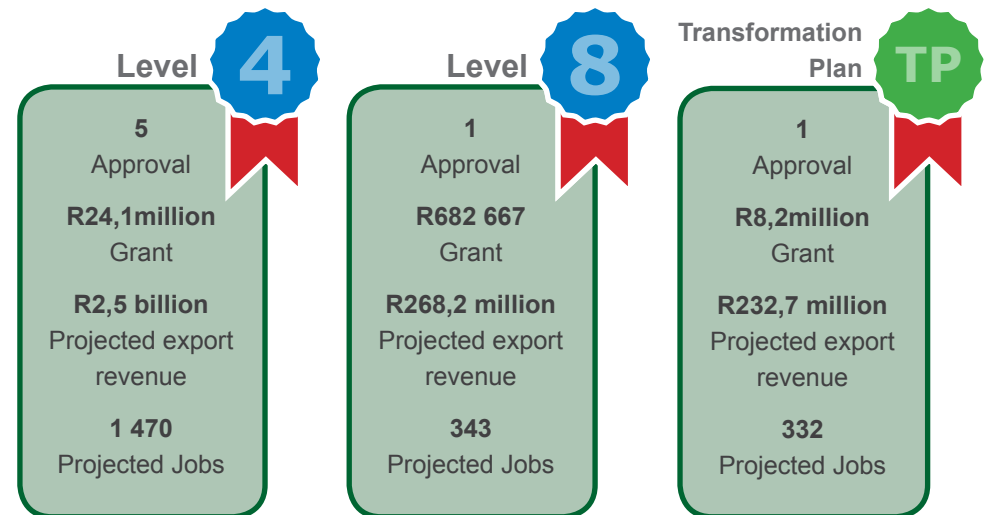 Level 4
5
Approval
R24,1million
Grant
R2,5 billion
Projected export
revenue
1 470
Projected Jobs
Level 8
1
Approval
R682 667
Grant
R268,2 million
Projected export
revenue
343
Projected Jobs
Transformation
Plan
TP
1
Approval
R8,2million
Grant
R232,7 million
Projected export
revenue
332
Projected Jobs